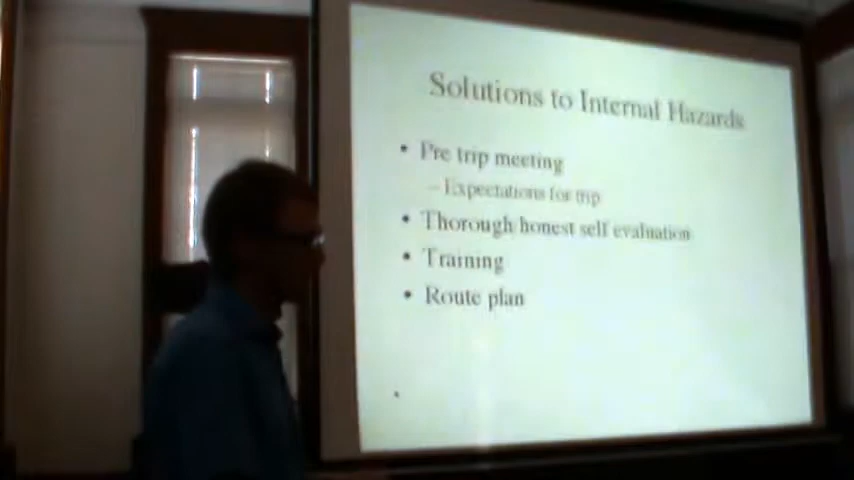 Solutions to Internal Hazards
• Pre trip meeting
– Expectations for trip
• Thorough honest self evaluation
• Training
• Route plan